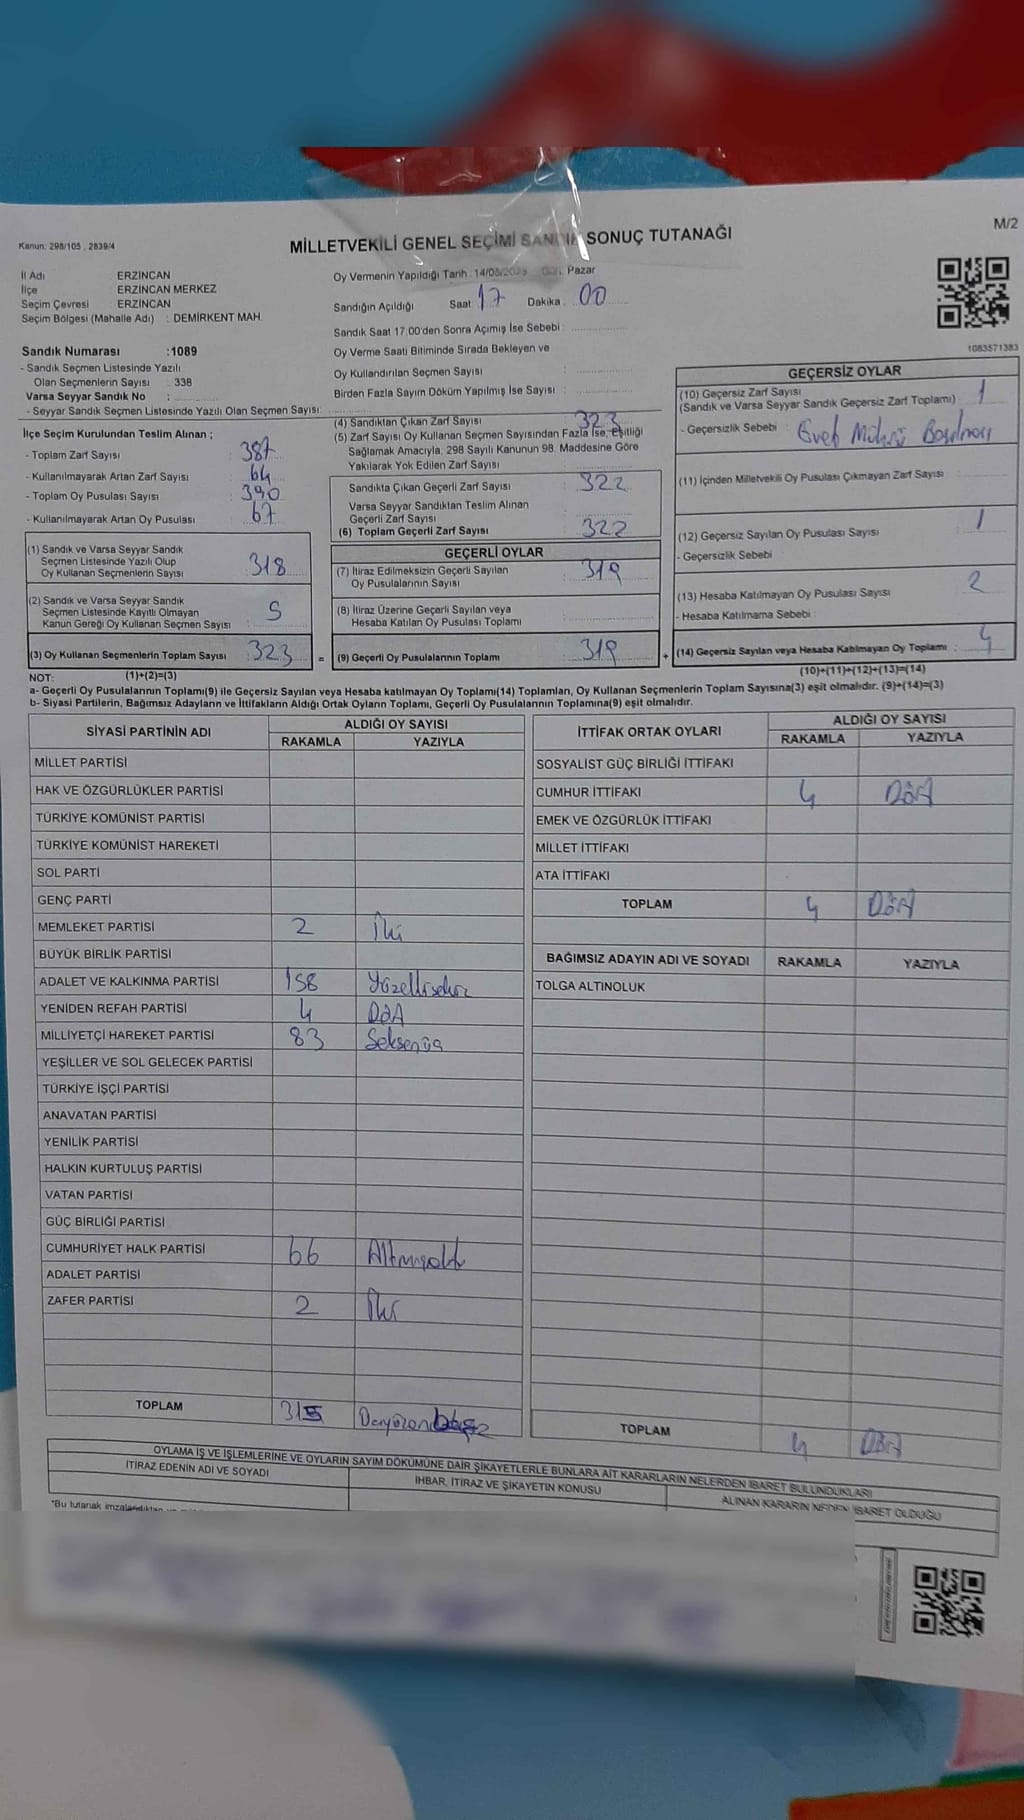 M/2
Kanun: 298/105 , 2839/4
MİLLETVEKİLİ GENEL SEÇİMİ SANDIK SONUÇ TUTANAĞI
İl Adı ERZİNCAN
İlçe ERZİNCAN MERKEZ
Seçim Çevresi ERZİNCAN
Seçim Bölgesi (Mahalle Adı) : DEMİRKENT MAH.
Sandık Numarası :1089
- Sandık Seçmen Listesinde Yazılı
Olan Seçmenlerin Sayısı : 338
Varsa Seyyar Sandık No :
- Seyyar Sandık Seçmen Listesinde Yazılı Olan Seçmen Sayısı:
Oy Vermenin Yapıldığı Tarih :14/05/2023 Gün: Pazar
Sandığın Açıldığı Saat 17 Dakika : 00
Sandık Saat 17,00'den Sonra Açımış İse Sebebi :
Oy Verme Saati Bitiminde Sırada Bekleyen ve
Oy Kullandırılan Seçmen Sayısı :
Birden Fazla Sayım Döküm Yapılmış İse Sayısı :
1083571383
İlçe Seçim Kurulundan Teslim Alınan ;
- Toplam Zarf Sayısı : 387
- Kullanılmayarak Artan Zarf Sayısı : 64
- Toplam Oy Pusulası Sayısı : 390
- Kullanılmayarak Artan Oy Pusulası : 67
(1) Sandık ve Varsa Seyyar Sandık
Seçmen Listesinde Yazılı Olup
Oy Kullanan Seçmenlerin Sayısı : 318
(2) Sandık ve Varsa Seyyar Sandık
Seçmen Listesinde Kayıtlı Olmayan
Kanun Gereği Oy Kullanan Seçmen Sayısı : 5
(3) Oy Kullanan Seçmenlerin Toplam Sayısı : 323
(1)+(2)=(3)
(4) Sandıktan Çıkan Zarf Sayısı 323
(5) Zarf Sayısı Oy Kullanan Seçmen Sayısından Fazla İse, Eşitliği
Sağlamak Amacıyla, 298 Sayılı Kanunun 98. Maddesine Göre
Yakılarak Yok Edilen Zarf Sayısı :
Sandıkta Çıkan Geçerli Zarf Sayısı : 322
Varsa Seyyar Sandıktan Teslim Alınan
Geçerli Zarf Sayısı :
(6) Toplam Geçerli Zarf Sayısı : 322
GEÇERLİ OYLAR
(7) İtiraz Edilmeksizin Geçerli Sayılan
Oy Pusulalarının Sayısı : 319
(8) İtiraz Üzerine Geçerli Sayılan veya
Hesaba Katılan Oy Pusulası Toplamı :
= (9) Geçerli Oy Pusulalarının Toplamı : 319
GEÇERSİZ OYLAR
(10) Geçersiz Zarf Sayısı
(Sandık ve Varsa Seyyar Sandık Geçersiz Zarf Toplamı) : 1
- Geçersizlik Sebebi : Evet Mührü Basılması
(11) İçinden Milletvekili Oy Pusulası Çıkmayan Zarf Sayısı :
(12) Geçersiz Sayılan Oy Pusulası Sayısı : 1
- Geçersizlik Sebebi
(13) Hesaba Katılmayan Oy Pusulası Sayısı : 2
- Hesaba Katılmama Sebebi :
+ (14) Geçersiz Sayılan veya Hesaba Katılmayan Oy Toplamı : 4
(10)+(11)+(12)+(13)=(14)
NOT:
a- Geçerli Oy Pusulalarının Toplamı(9) ile Geçersiz Sayılan veya Hesaba katılmayan Oy Toplamı(14) Toplamları, Oy Kullanan Seçmenlerin Toplam Sayısına(3) eşit olmalıdır. (9)+(14)=(3)
b- Siyasi Partilerin, Bağımsız Adayların ve İttifakların Aldığı Ortak Oyların Toplamı, Geçerli Oy Pusulalarının Toplamına(9) eşit olmalıdır.
SİYASİ PARTİNİN ADI ALDIĞI OY SAYISI
RAKAMLA YAZIYLA
MİLLET PARTİSİ
HAK VE ÖZGÜRLÜKLER PARTİSİ
TÜRKİYE KOMÜNİST PARTİSİ
TÜRKİYE KOMÜNİST HAREKETİ
SOL PARTİ
GENÇ PARTİ
MEMLEKET PARTİSİ 2 İki
BÜYÜK BİRLİK PARTİSİ
ADALET VE KALKINMA PARTİSİ 158 Yüzellisekiz
YENİDEN REFAH PARTİSİ 4 Dört
MİLLİYETÇİ HAREKET PARTİSİ 83 Seksenüç
YEŞİLLER VE SOL GELECEK PARTİSİ
TÜRKİYE İŞÇİ PARTİSİ
ANAVATAN PARTİSİ
YENİLİK PARTİSİ
HALKIN KURTULUŞ PARTİSİ
VATAN PARTİSİ
GÜÇ BİRLİĞİ PARTİSİ
CUMHURİYET HALK PARTİSİ 66 Altmışaltı
ADALET PARTİSİ
ZAFER PARTİSİ 2 İki
TOPLAM 315
İTTİFAK ORTAK OYLARI ALDIĞI OY SAYISI
RAKAMLA YAZIYLA
SOSYALİST GÜÇ BİRLİĞİ İTTİFAKI
CUMHUR İTTİFAKI 4 Dört
EMEK VE ÖZGÜRLÜK İTTİFAKI
MİLLET İTTİFAKI
ATA İTTİFAKI
TOPLAM 4 Dört
BAĞIMSIZ ADAYIN ADI VE SOYADI RAKAMLA YAZIYLA
TOLGA ALTINOLUK
TOPLAM 4 Dört
OYLAMA İŞ VE İŞLEMLERİNE VE OYLARIN SAYIM DÖKÜMÜNE DAİR ŞİKAYETLERLE BUNLARA AİT KARARLARIN NELERDEN İBARET BULUNDUKLARI
İTİRAZ EDENİN ADI VE SOYADI
İHBAR, İTİRAZ VE ŞİKAYETİN KONUSU
ALINAN KARARIN NEDEN İBARET OLDUĞU
"Bu tutanak imzalandıktan